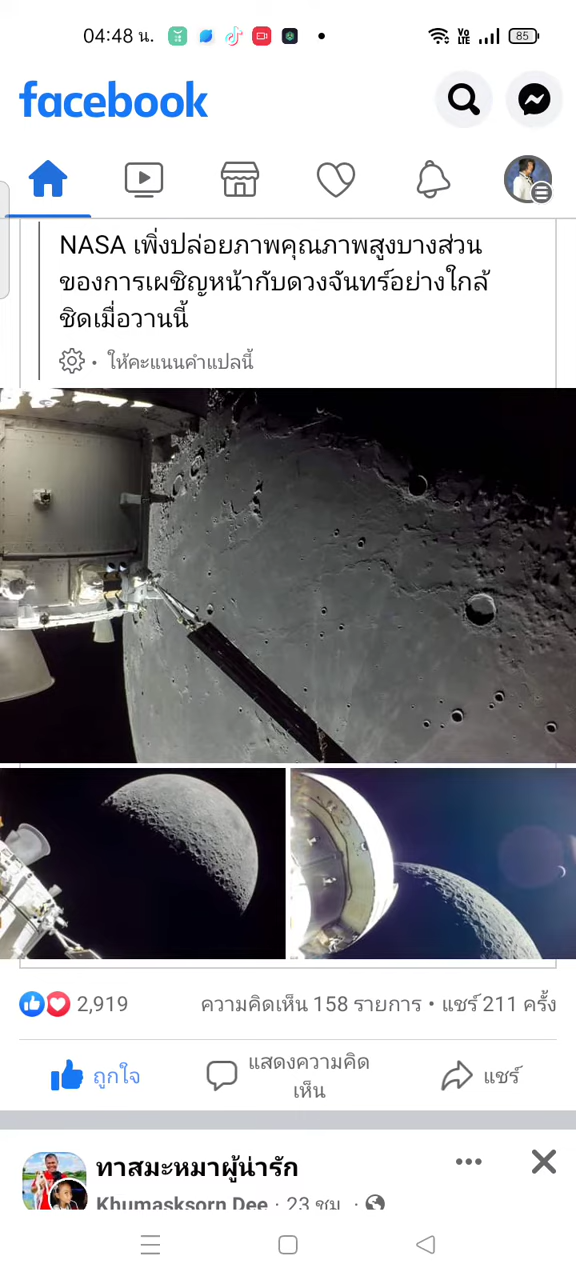 04:48 น.
VO LTE
85
facebook
NASA เพิ่งปล่อยภาพคุณภาพสูงบางส่วน
ของการเผชิญหน้ากับดวงจันทร์อย่างใกล้
ชิดเมื่อวานนี้
· ให้คะแนนคำแปลนี้
2,919
ความคิดเห็น 158 รายการ • แชร์ 211 ครั้ง
ถูกใจ
แสดงความคิด
เห็น
แชร์
ทาสมะหมาผู้น่ารัก
Khumasksorn Dee · 23 ชม. ·